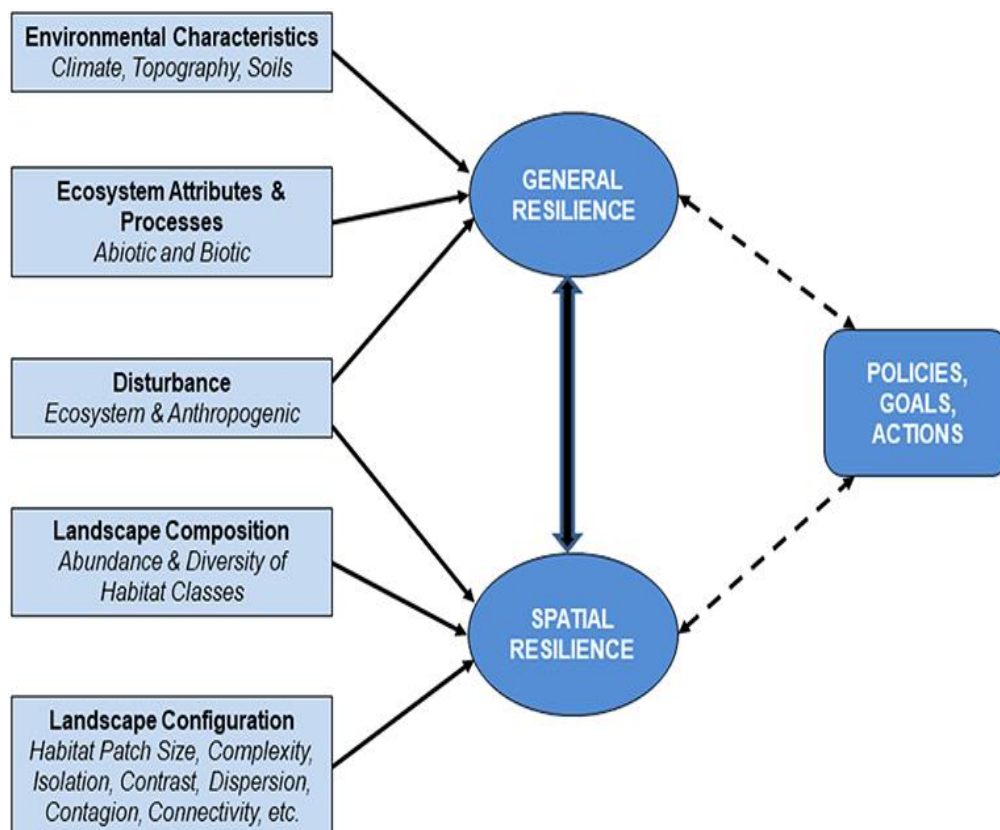 Environmental Characteristics
Climate, Topography, Soils
Ecosystem Attributes &
Processes
Abiotic and Biotic
Disturbance
Ecosystem & Anthropogenic
Landscape Composition
Abundance & Diversity of
Habitat Classes
Landscape Configuration
Habitat Patch Size, Complexity,
Isolation, Contrast, Dispersion,
Contagion, Connectivity, etc.
GENERAL
RESILIENCE
SPATIAL
RESILIENCE
POLICIES,
GOALS,
ACTIONS